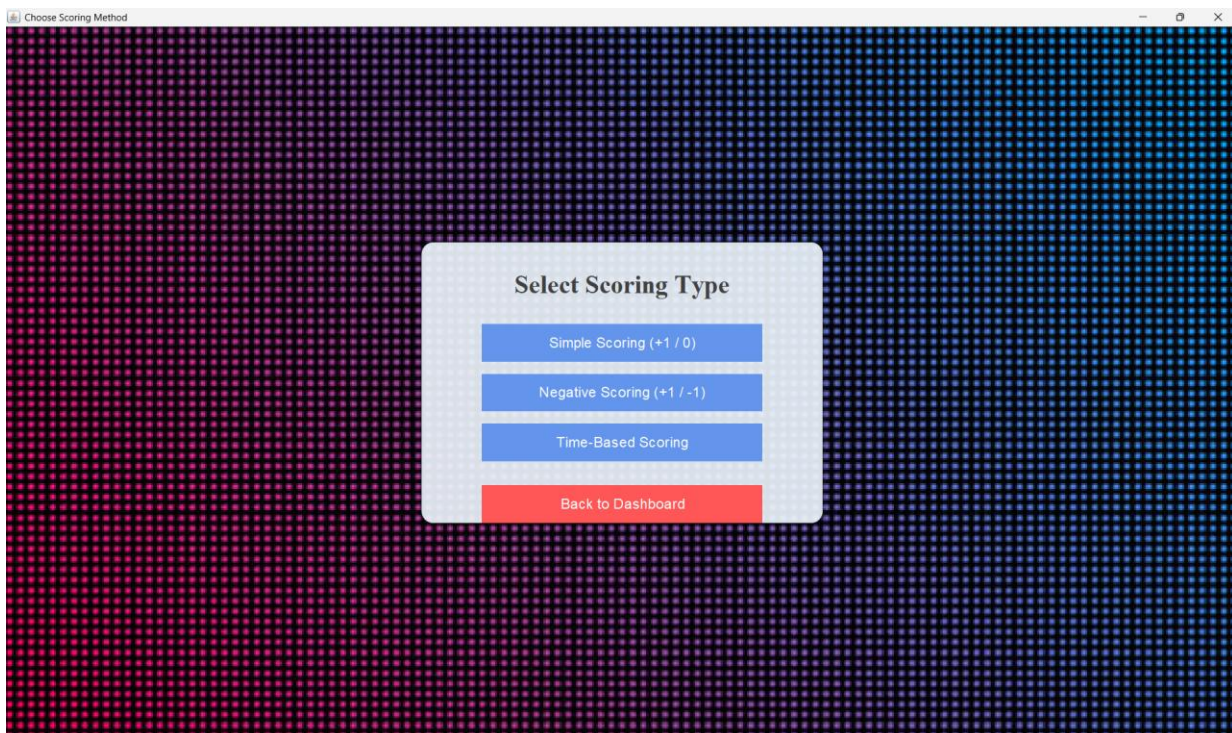 Choose Scoring Method
Select Scoring Type
Simple Scoring (+1 / 0)
Negative Scoring (+1 / -1)
Time-Based Scoring
Back to Dashboard